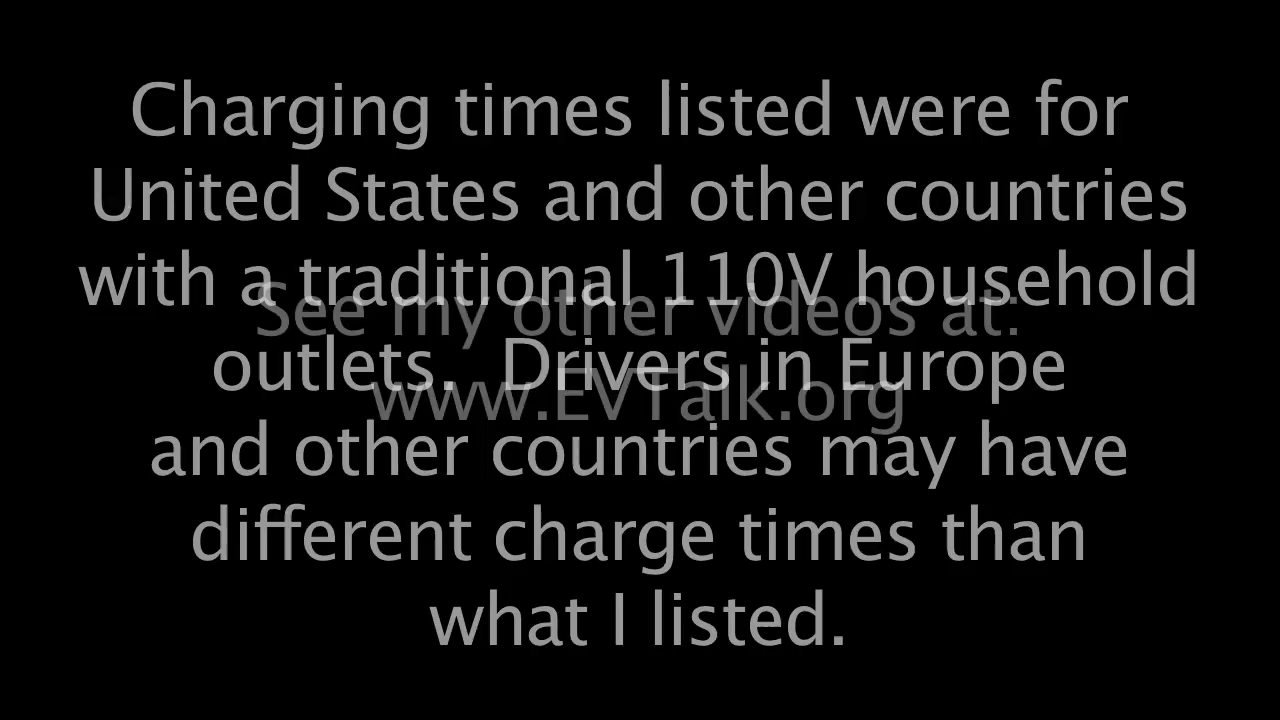 Charging times listed were for
United States and other countries
with a traditional 110V household
See my other videos at:
outlets.  Drivers in Europe
www.EVTalk.org
and other countries may have
different charge times than
what I listed.